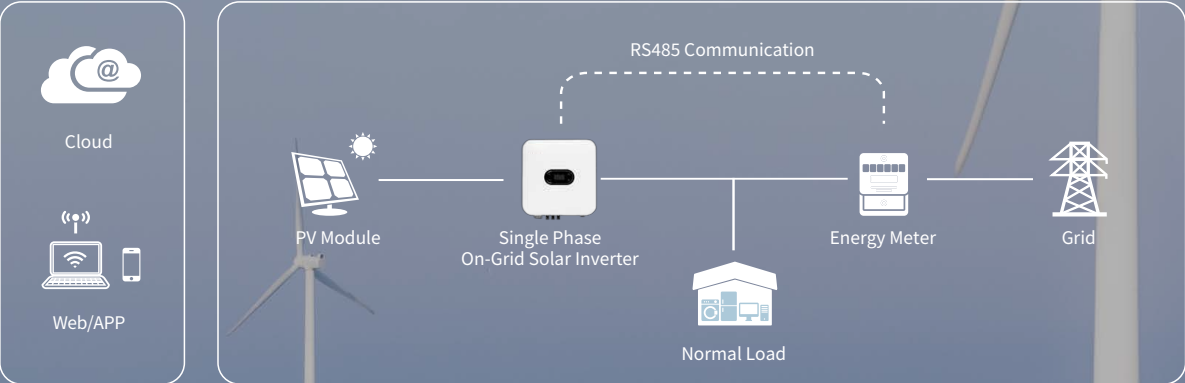 Cloud
Web/APP
RS485 Communication
PV Module
Single Phase
On-Grid Solar Inverter
Energy Meter
Grid
Normal Load